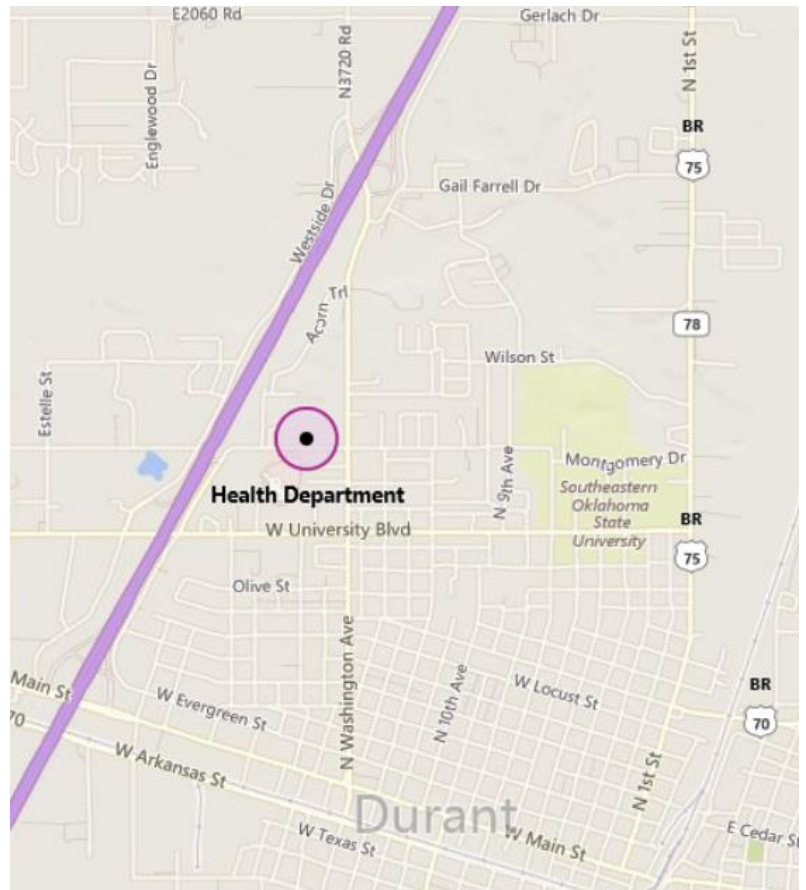 E2060 Rd
Gerlach Dr
N3720 Rd
N 1st St
Englewood Dr
BR
75
Gail Farrell Dr
Westside Dr
Acorn Trl
78
Wilson St
Estelle St
Montgomery Dr
N 9th Ave
Southeastern
Oklahoma
State
University
Health Department
W University Blvd
BR
75
Olive St
N Washington Ave
Main St
W Evergreen St
N 10th Ave
W Locust St
BR
70
70
W Arkansas St
N 1st St
Durant
W Texas St
W Main St
E Cedar St